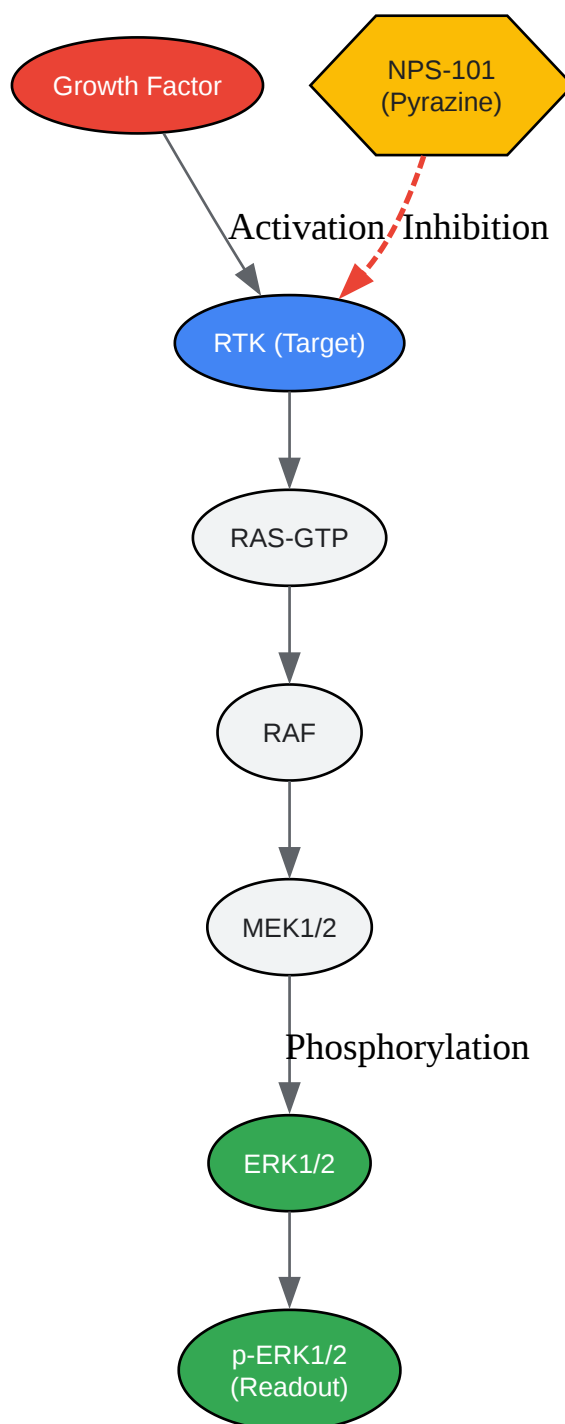 Growth Factor
NPS-101
(Pyrazine)
Activation
Inhibition
RTK (Target)
RAS-GTP
RAF
MEK1/2
Phosphorylation
ERK1/2
p-ERK1/2
(Readout)